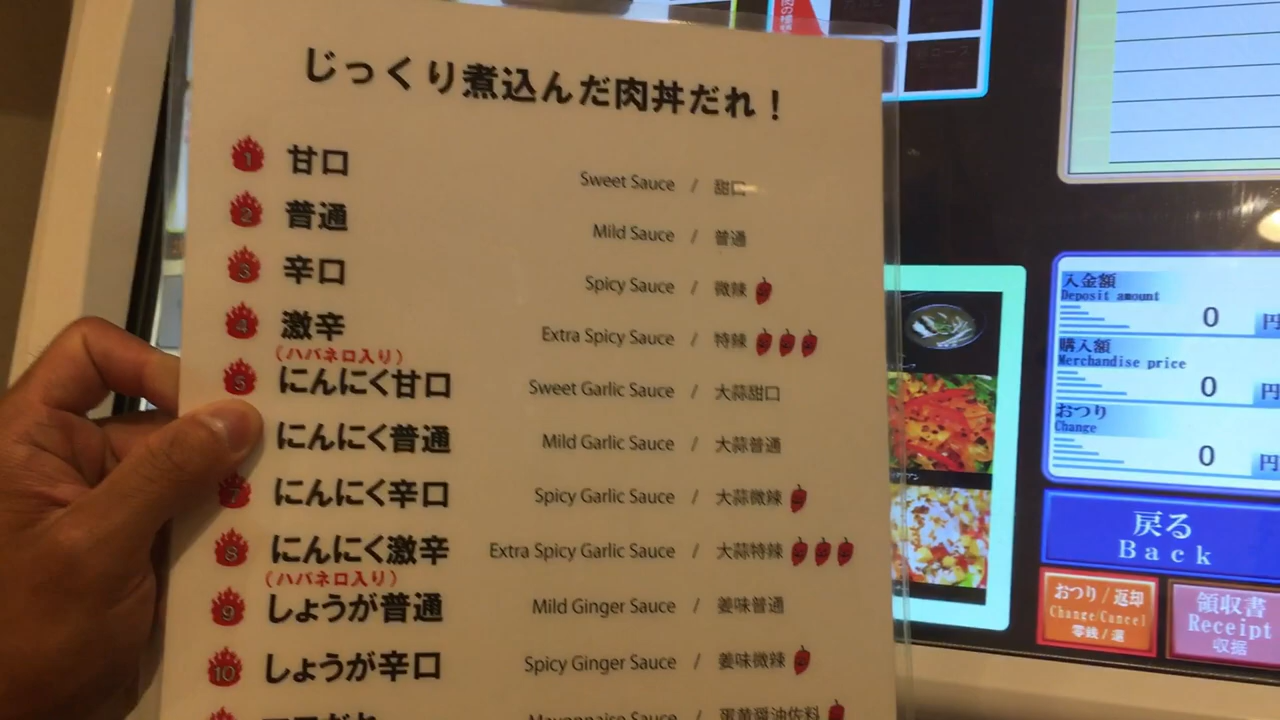 じっくり煮込んだ肉丼だれ！
1 甘口 Sweet Sauce / 甜口
2 普通 Mild Sauce / 普通
3 辛口 Spicy Sauce / 微辣
4 激辛 Extra Spicy Sauce / 特辣
(ハバネロ入り)
5 にんにく甘口 Sweet Garlic Sauce / 大蒜甜口
にんにく普通 Mild Garlic Sauce / 大蒜普通
7 にんにく辛口 Spicy Garlic Sauce / 大蒜微辣
8 にんにく激辛 Extra Spicy Garlic Sauce / 大蒜特辣
(ハバネロ入り)
9 しょうが普通 Mild Ginger Sauce / 姜味普通
10 しょうが辛口 Spicy Ginger Sauce / 姜味微辣
Mayonnaise Sauce / 蛋黄醤油佐料
入金額
Deposit amount
0 円
購入額
Merchandise price
0 円
おつり
Change
0 円
戻る
Back
おつり / 返却
Change/Cancel
零銭 / 還
領収書
Receipt
収据